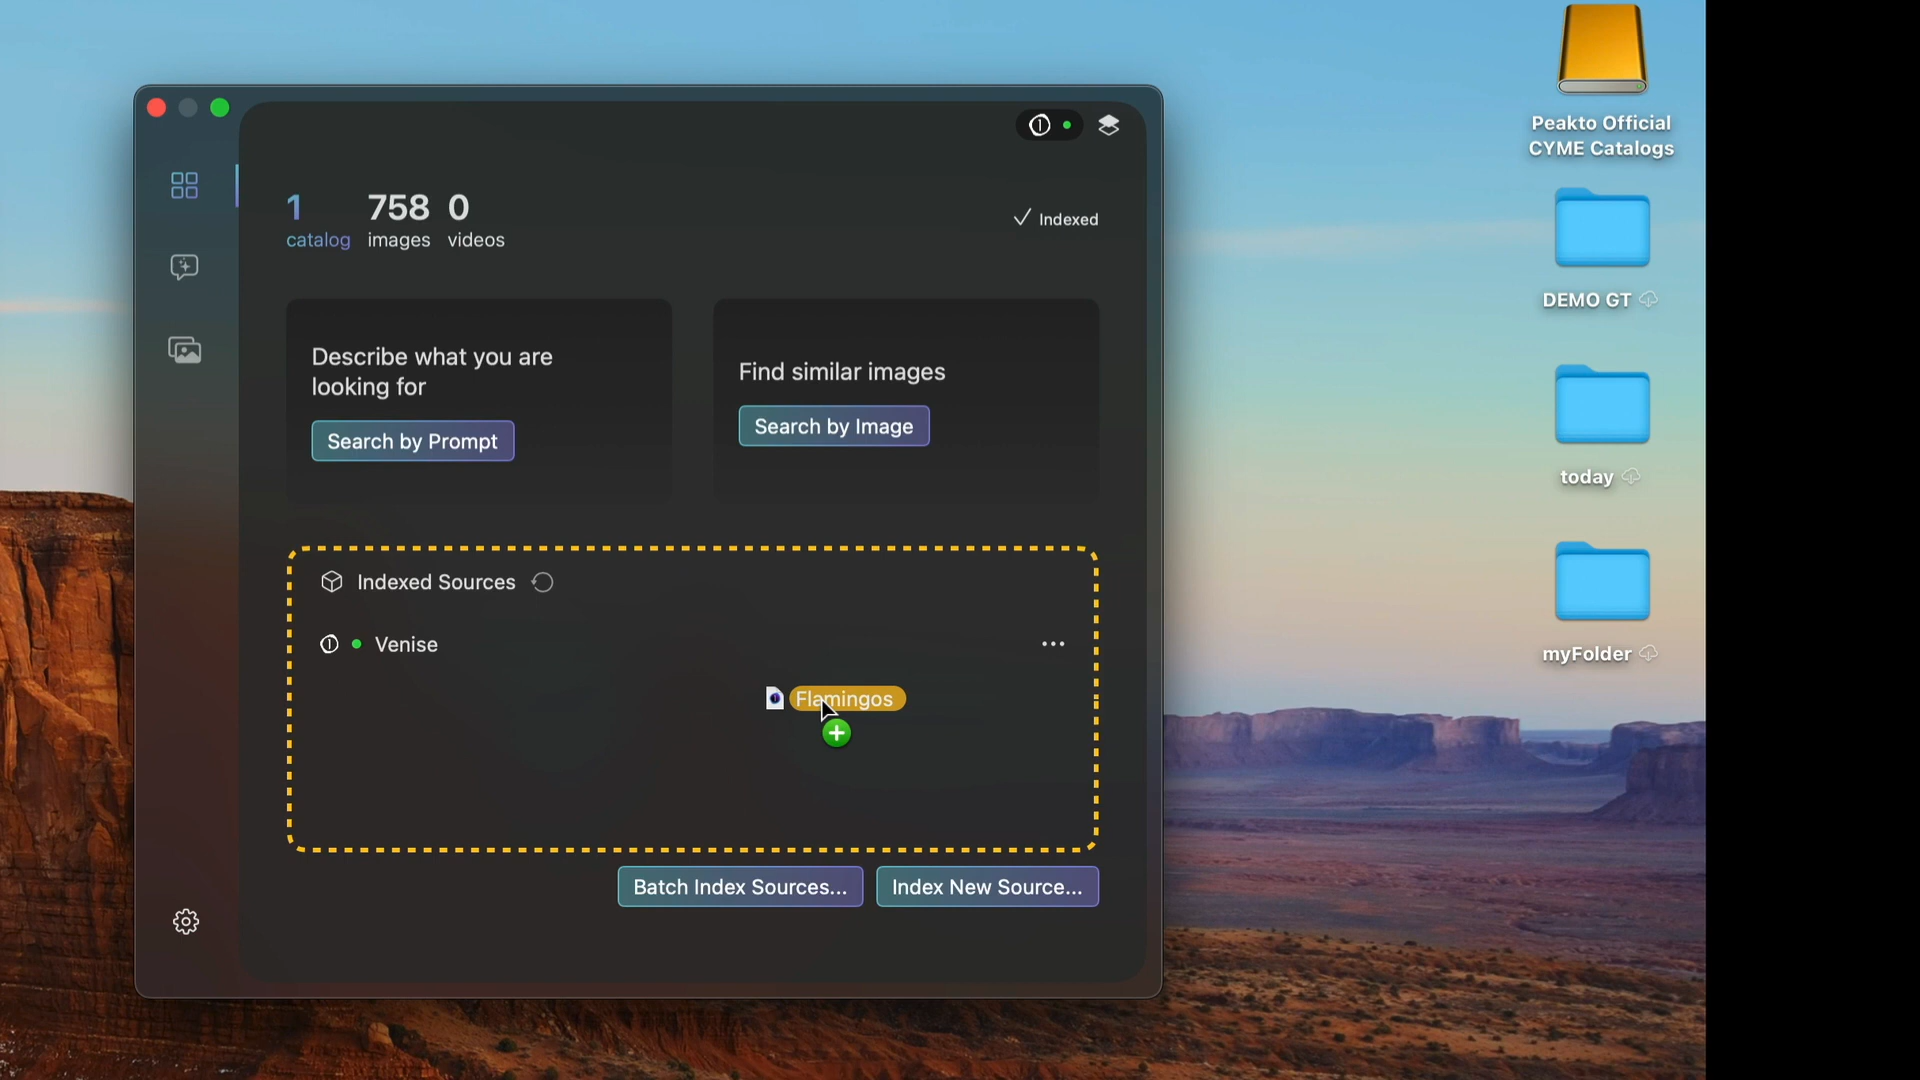 1
catalog
758
images
0
videos
Indexed
Describe what you are
looking for
Search by Prompt
Find similar images
Search by Image
Indexed Sources
Venise
Flamingos
Batch Index Sources...
Index New Source...
Peakto Official
CYME Catalogs
DEMO GT
today
myFolder